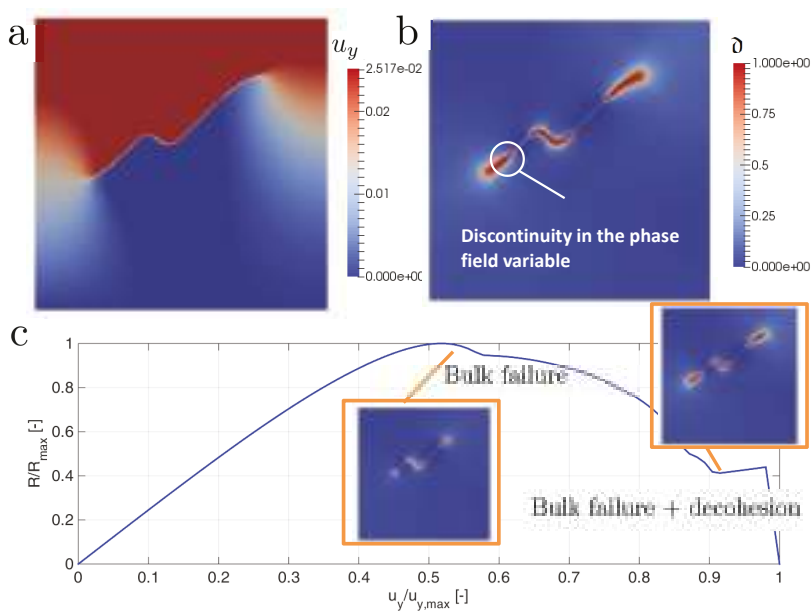 a
u_y
2.517e-02
0.02
0.01
0.000e+00
b
𝔡
1.000e+00
0.75
0.5
0.25
0.000e+00
Discontinuity in the phase
field variable
c
R/R_max [-]
1
0.8
0.6
0.4
0.2
0
Bulk failure
Bulk failure + decohesion
0
0.1
0.2
0.3
0.4
0.5
0.6
0.7
0.8
0.9
1
u_y/u_y,max [-]